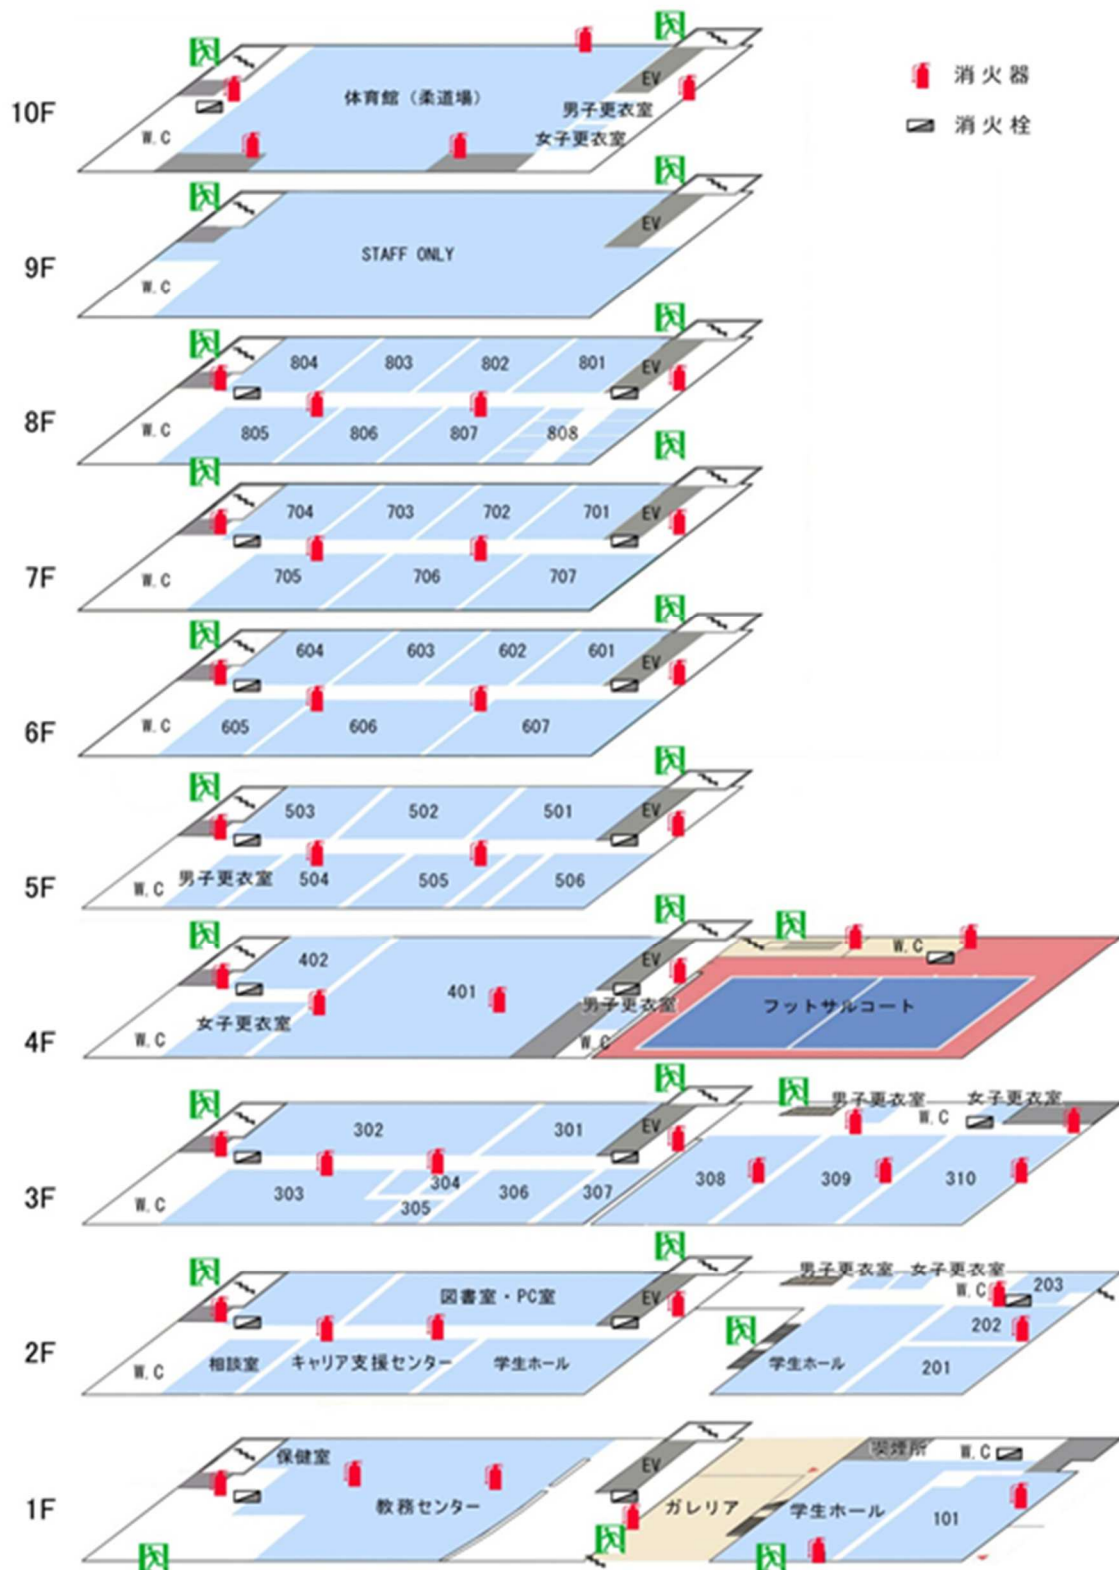 消火器
消火栓
10F
体育館（柔道場）
EV
男子更衣室
女子更衣室
W.C
9F
STAFF ONLY
EV
W.C
8F
804
803
802
801
EV
W.C
805
806
807
808
7F
704
703
702
701
EV
W.C
705
706
707
6F
604
603
602
601
EV
W.C
605
606
607
5F
503
502
501
EV
W.C
男子更衣室
504
505
506
4F
402
401
EV
女子更衣室
男子更衣室
W.C
W.C
W.C
フットサルコート
3F
302
301
EV
W.C
303
304
305
306
307
男子更衣室
女子更衣室
W.C
308
309
310
2F
図書室・PC室
EV
W.C
相談室
キャリア支援センター
学生ホール
男子更衣室
女子更衣室
W.C
203
202
学生ホール
201
1F
保健室
教務センター
EV
ガレリア
喫煙所
W.C
学生ホール
101